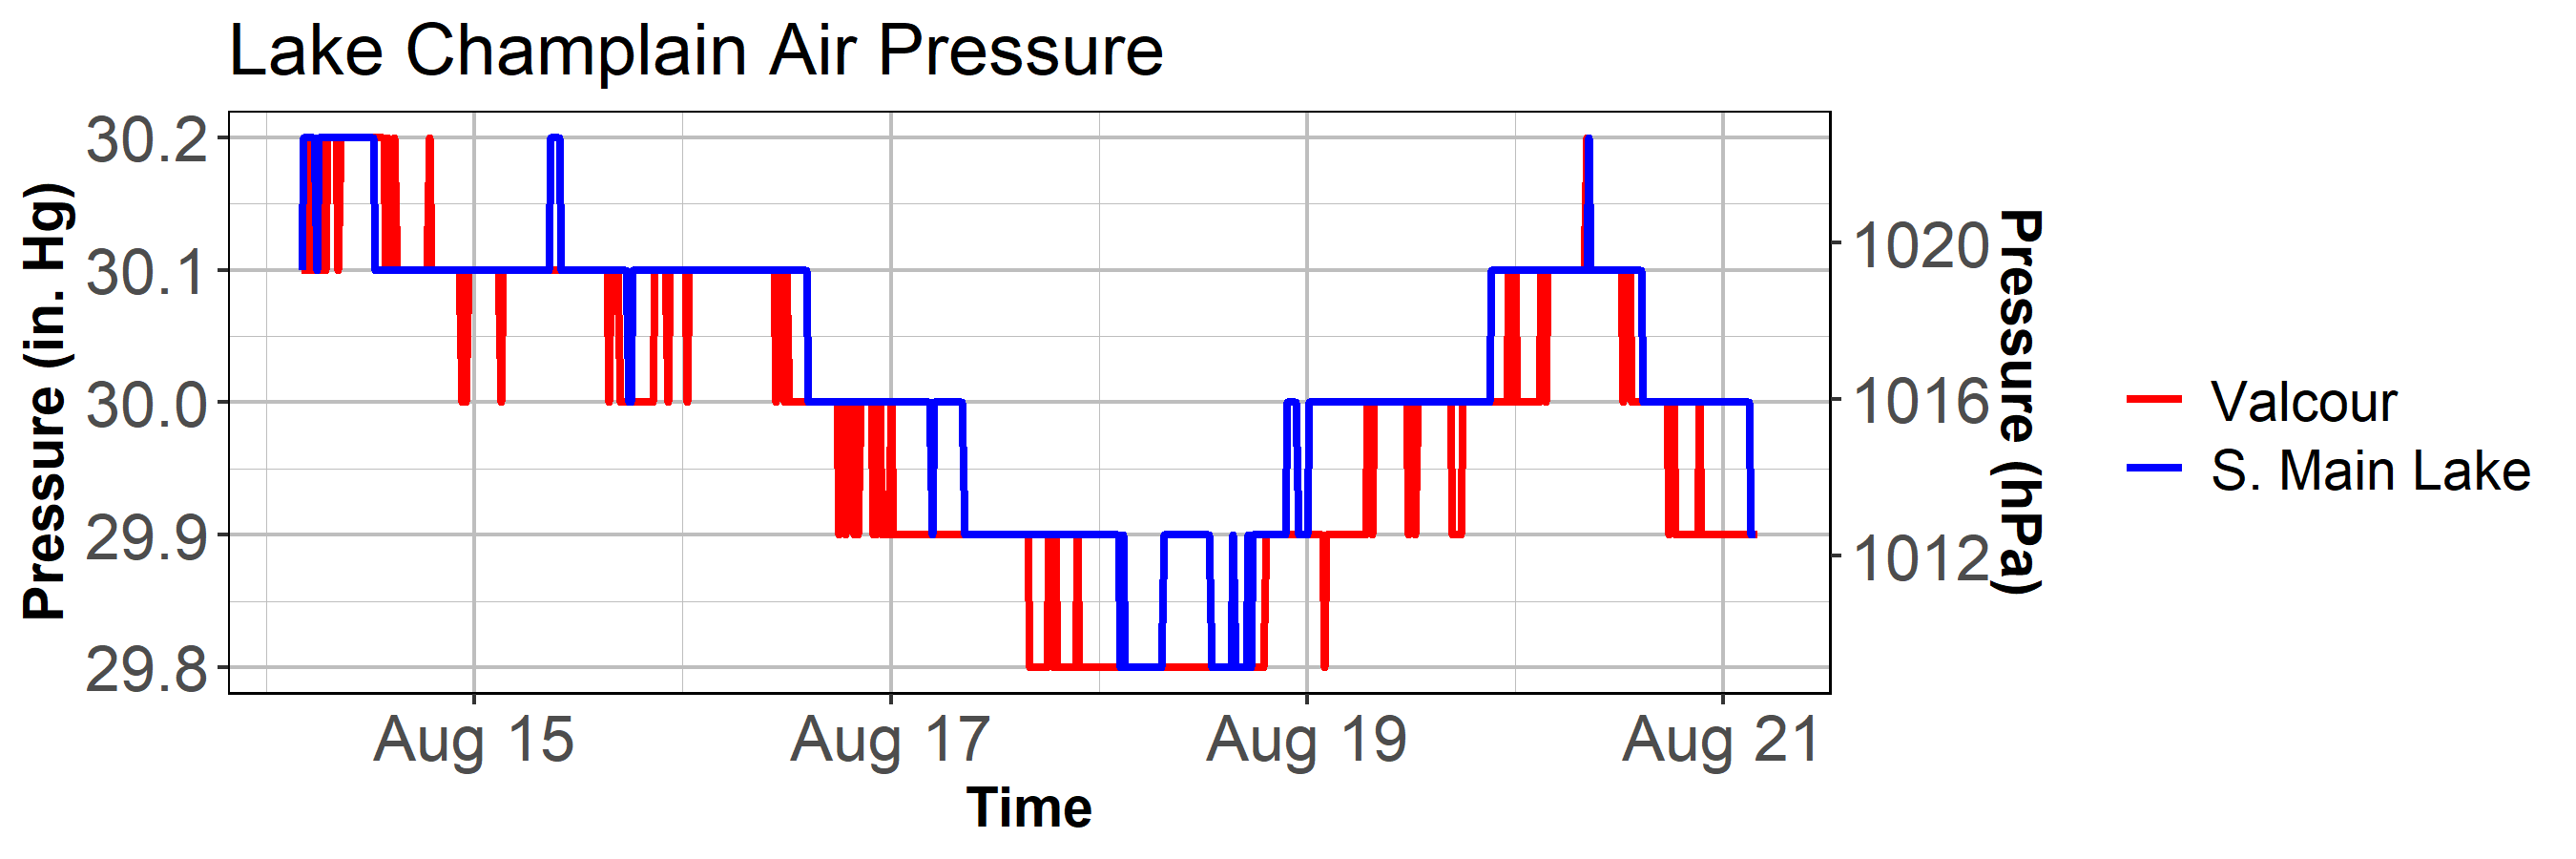 Lake Champlain Air Pressure
Pressure (in. Hg)
30.2
30.1
30.0
29.9
29.8
1020
1016
1012
Pressure (hPa)
Valcour
S. Main Lake
Aug 15
Aug 17
Aug 19
Aug 21
Time